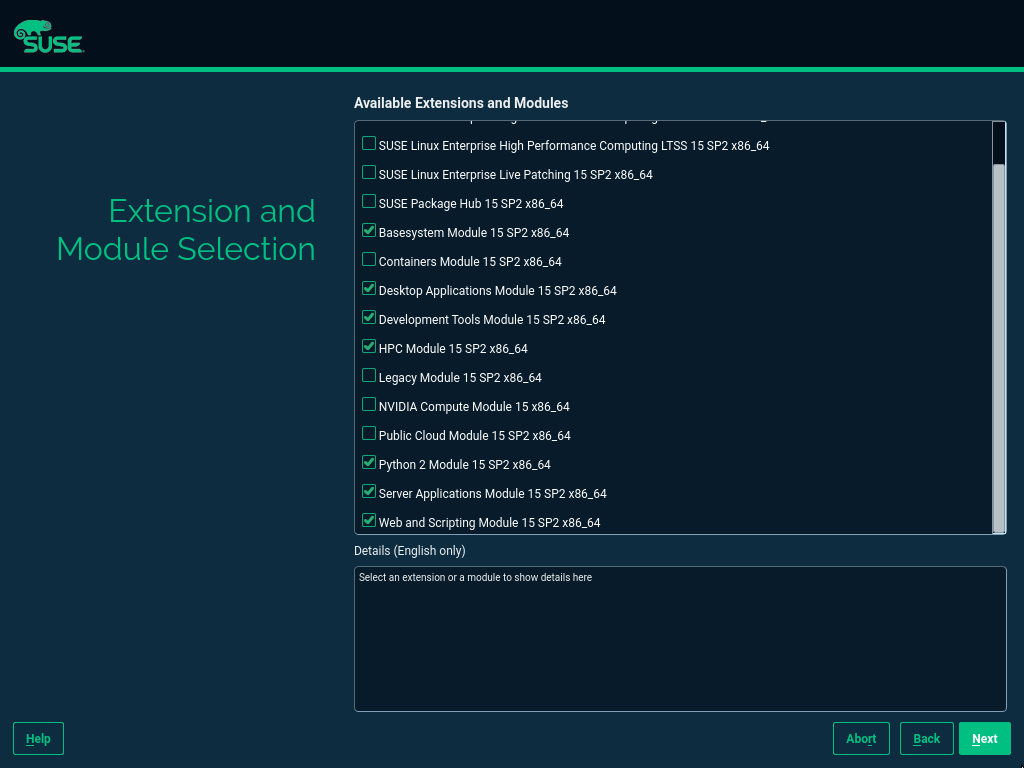 SUSE
Available Extensions and Modules
SUSE Linux Enterprise High Performance Computing LTSS 15 SP2 x86_64
SUSE Linux Enterprise Live Patching 15 SP2 x86_64
SUSE Package Hub 15 SP2 x86_64
Basesystem Module 15 SP2 x86_64
Containers Module 15 SP2 x86_64
Desktop Applications Module 15 SP2 x86_64
Development Tools Module 15 SP2 x86_64
HPC Module 15 SP2 x86_64
Legacy Module 15 SP2 x86_64
NVIDIA Compute Module 15 x86_64
Public Cloud Module 15 SP2 x86_64
Python 2 Module 15 SP2 x86_64
Server Applications Module 15 SP2 x86_64
Web and Scripting Module 15 SP2 x86_64
Extension and
Module Selection
Details (English only)
Select an extension or a module to show details here
Help
Abort
Back
Next